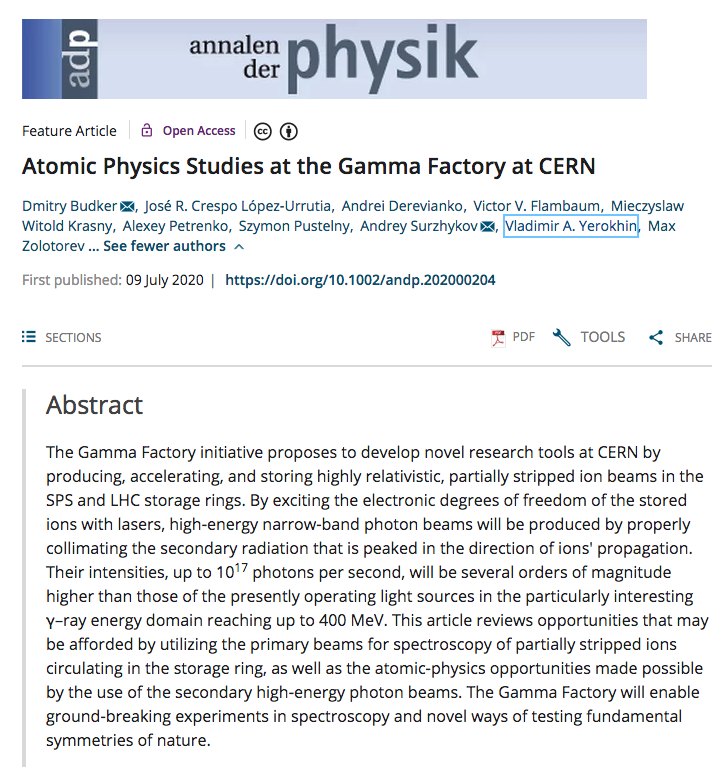 adp
annalen
der physik
Feature Article Open Access cc
Atomic Physics Studies at the Gamma Factory at CERN
Dmitry Budker, José R. Crespo López-Urrutia, Andrei Derevianko, Victor V. Flambaum, Mieczyslaw
Witold Krasny, Alexey Petrenko, Szymon Pustelny, Andrey Surzhykov, Vladimir A. Yerokhin, Max
Zolotorev ... See fewer authors
First published: 09 July 2020 | https://doi.org/10.1002/andp.202000204
SECTIONS PDF TOOLS SHARE
Abstract
The Gamma Factory initiative proposes to develop novel research tools at CERN by
producing, accelerating, and storing highly relativistic, partially stripped ion beams in the
SPS and LHC storage rings. By exciting the electronic degrees of freedom of the stored
ions with lasers, high-energy narrow-band photon beams will be produced by properly
collimating the secondary radiation that is peaked in the direction of ions' propagation.
Their intensities, up to 10¹⁷ photons per second, will be several orders of magnitude
higher than those of the presently operating light sources in the particularly interesting
γ–ray energy domain reaching up to 400 MeV. This article reviews opportunities that may
be afforded by utilizing the primary beams for spectroscopy of partially stripped ions
circulating in the storage ring, as well as the atomic-physics opportunities made possible
by the use of the secondary high-energy photon beams. The Gamma Factory will enable
ground-breaking experiments in spectroscopy and novel ways of testing fundamental
symmetries of nature.